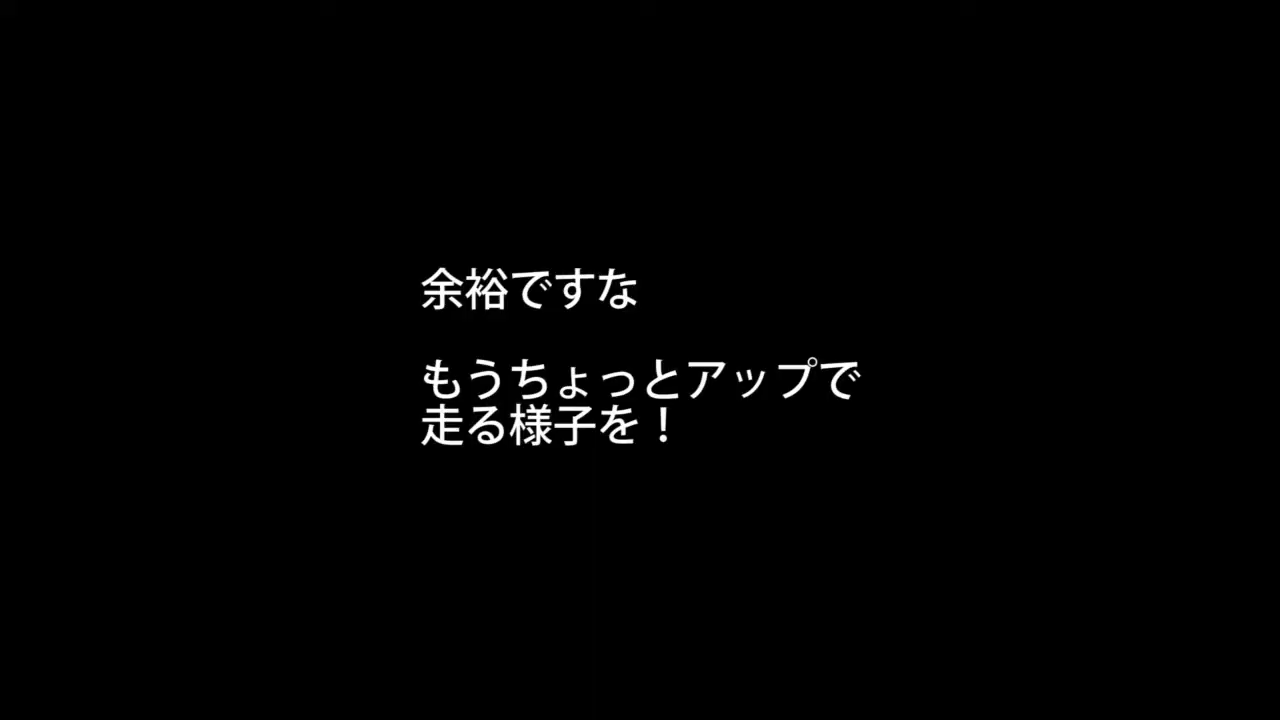 余裕ですな
もうちょっとアップで
走る様子を！